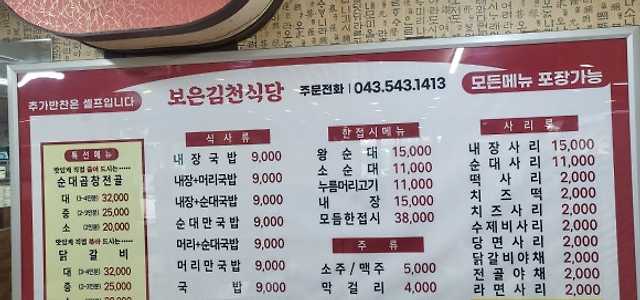 보은김천식당
주문전화 | 043.543.1413
모든메뉴 포장가능
추가반찬은 셀프입니다
특선메뉴
맛있게 직접 끓여 드시는
순대곱창전골
대 (3-4인분) 32,000
중 (2-3인분) 25,000
소 (2인분) 20,000
맛있게 직접 볶아 드시는
닭갈비
대 (3-4인분) 32,000
중 (2-3인분) 25,000
식사류
내장국밥 9,000
내장+머리국밥 9,000
내장+순대국밥 9,000
순대만국밥 9,000
머리+순대국밥 9,000
머리만국밥 9,000
국밥 9,000
한접시메뉴
왕순대 15,000
소순대 11,000
누름머리고기 11,000
내장 15,000
모듬한접시 38,000
주류
소주/맥주 5,000
막걸리 4,000
사리류
내장사리 15,000
순대사리 11,000
떡사리 2,000
치즈떡 2,000
치즈사리 2,000
수제비사리 2,000
당면사리 2,000
닭갈비야채 2,000
전골야채 2,000
라면사리 2,000